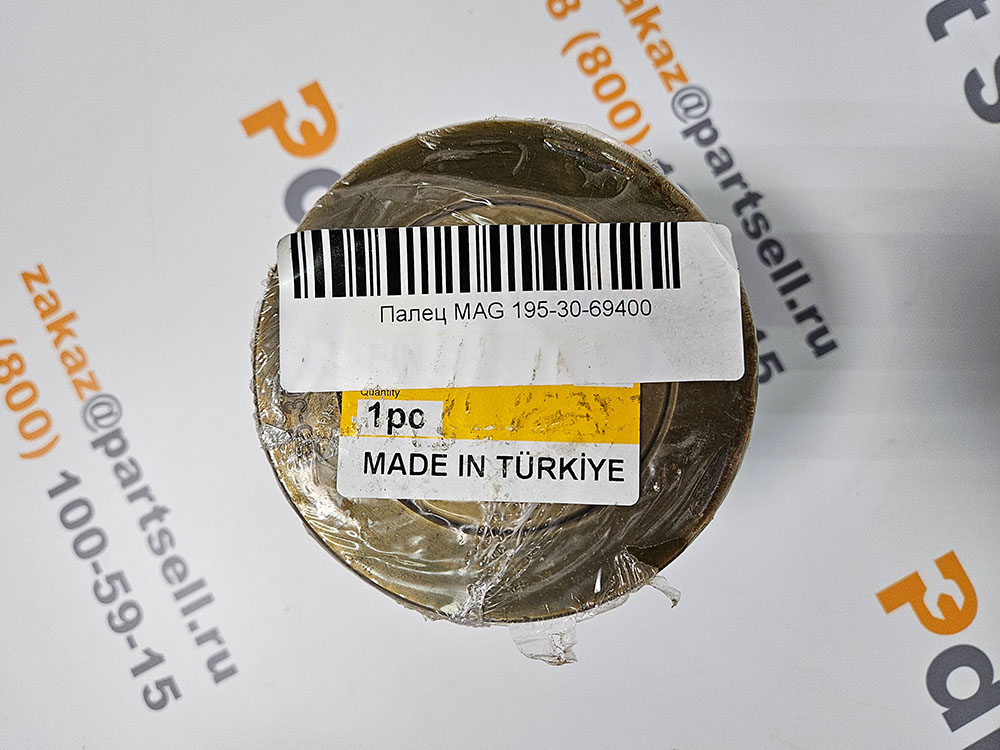 Палец MAG 195-30-69400
Quantity
1pc
MADE IN TÜRKİYE
zakaz@partsell.ru
8 (800)
zakaz@partsell.ru
(800) 100-59-15